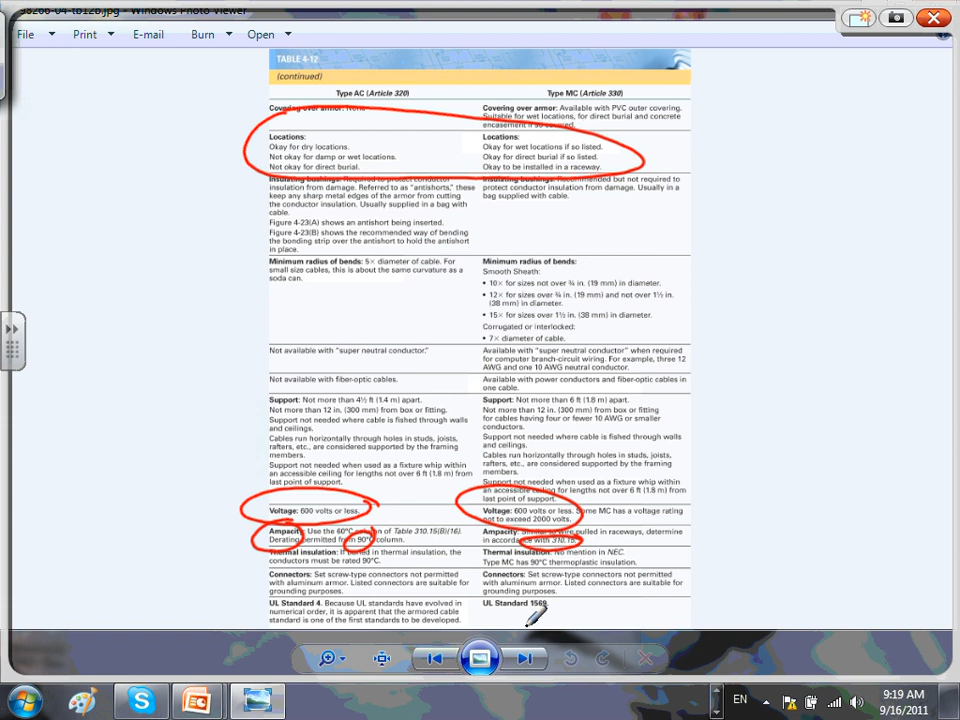 98266-04-tb12b.jpg - Windows Photo Viewer
File Print E-mail Burn Open
TABLE 4-12
(continued)
Type AC (Article 320)
Type MC (Article 330)
Covering over armor: None
Covering over armor: Available with PVC outer covering.
Suitable for wet locations, for direct burial and concrete
encasement if so covered.
Locations:
Okay for dry locations.
Not okay for damp or wet locations.
Not okay for direct burial.
Locations:
Okay for wet locations if so listed.
Okay for direct burial if so listed.
Okay to be installed in a raceway.
Insulating bushings: Required to protect conductor
insulation from damage. Referred to as "antishorts", these
keep any sharp metal edges of the armor from cutting
the conductor insulation. Usually supplied in a bag with
cable.
Figure 4-23(A) shows an antishort being inserted.
Figure 4-23(B) shows the recommended way of bending
the bonding strip over the antishort to hold the antishort
in place.
Insulating bushings: Recommended but not required to
protect conductor insulation from damage. Usually in a
bag supplied with cable.
Minimum radius of bends: 5× diameter of cable. For
small size cables, this is about the same curvature as a
soda can.
Minimum radius of bends:
Smooth Sheath:
• 10× for sizes not over ¾ in. (19 mm) in diameter.
• 12× for sizes over ¾ in. (19 mm) and not over 1½ in.
(38 mm) in diameter.
• 15× for sizes over 1½ in. (38 mm) in diameter.
Corrugated or interlocked:
• 7× diameter of cable.
Not available with "super neutral conductor."
Available with "super neutral conductor" when required
for computer branch-circuit wiring. For example, three 12
AWG and one 10 AWG neutral conductor.
Not available with fiber-optic cables.
Available with power conductors and fiber-optic cables in
one cable.
Support: Not more than 4½ ft (1.4 m) apart.
Not more than 12 in. (300 mm) from box or fitting.
Support not needed where cable is fished through walls
and ceilings.
Cables run horizontally through holes in studs, joists,
rafters, etc., are considered supported by the framing
members.
Support not needed when used as a fixture whip within
an accessible ceiling for lengths not over 6 ft (1.8 m) from
last point of support.
Support: Not more than 6 ft (1.8 m) apart.
Not more than 12 in. (300 mm) from box or fitting
for cables having four or fewer 10 AWG or smaller
conductors.
Support not needed where cable is fished through walls
and ceilings.
Cables run horizontally through holes in studs, joists,
rafters, etc., are considered supported by the framing
members.
Support not needed when used as a fixture whip within
an accessible ceiling for lengths not over 6 ft (1.8 m) from
last point of support.
Voltage: 600 volts or less.
Voltage: 600 volts or less. Some MC has a voltage rating
not to exceed 2000 volts.
Ampacity: Use the 60°C column of Table 310.15(B)(16).
Derating permitted from 90°C column.
Ampacity: Similar to wire pulled in raceways, determine
in accordance with 310.15.
Thermal insulation: If buried in thermal insulation, the
conductors must be rated 90°C.
Thermal insulation: No mention in NEC.
Type MC has 90°C thermoplastic insulation.
Connectors: Set screw-type connectors not permitted
with aluminum armor. Listed connectors are suitable for
grounding purposes.
Connectors: Set screw-type connectors not permitted
with aluminum armor. Listed connectors are suitable for
grounding purposes.
UL Standard 4. Because UL standards have evolved in
numerical order, it is apparent that the armored cable
standard is one of the first standards to be developed.
UL Standard 1569.
EN
9:19 AM
9/16/2011